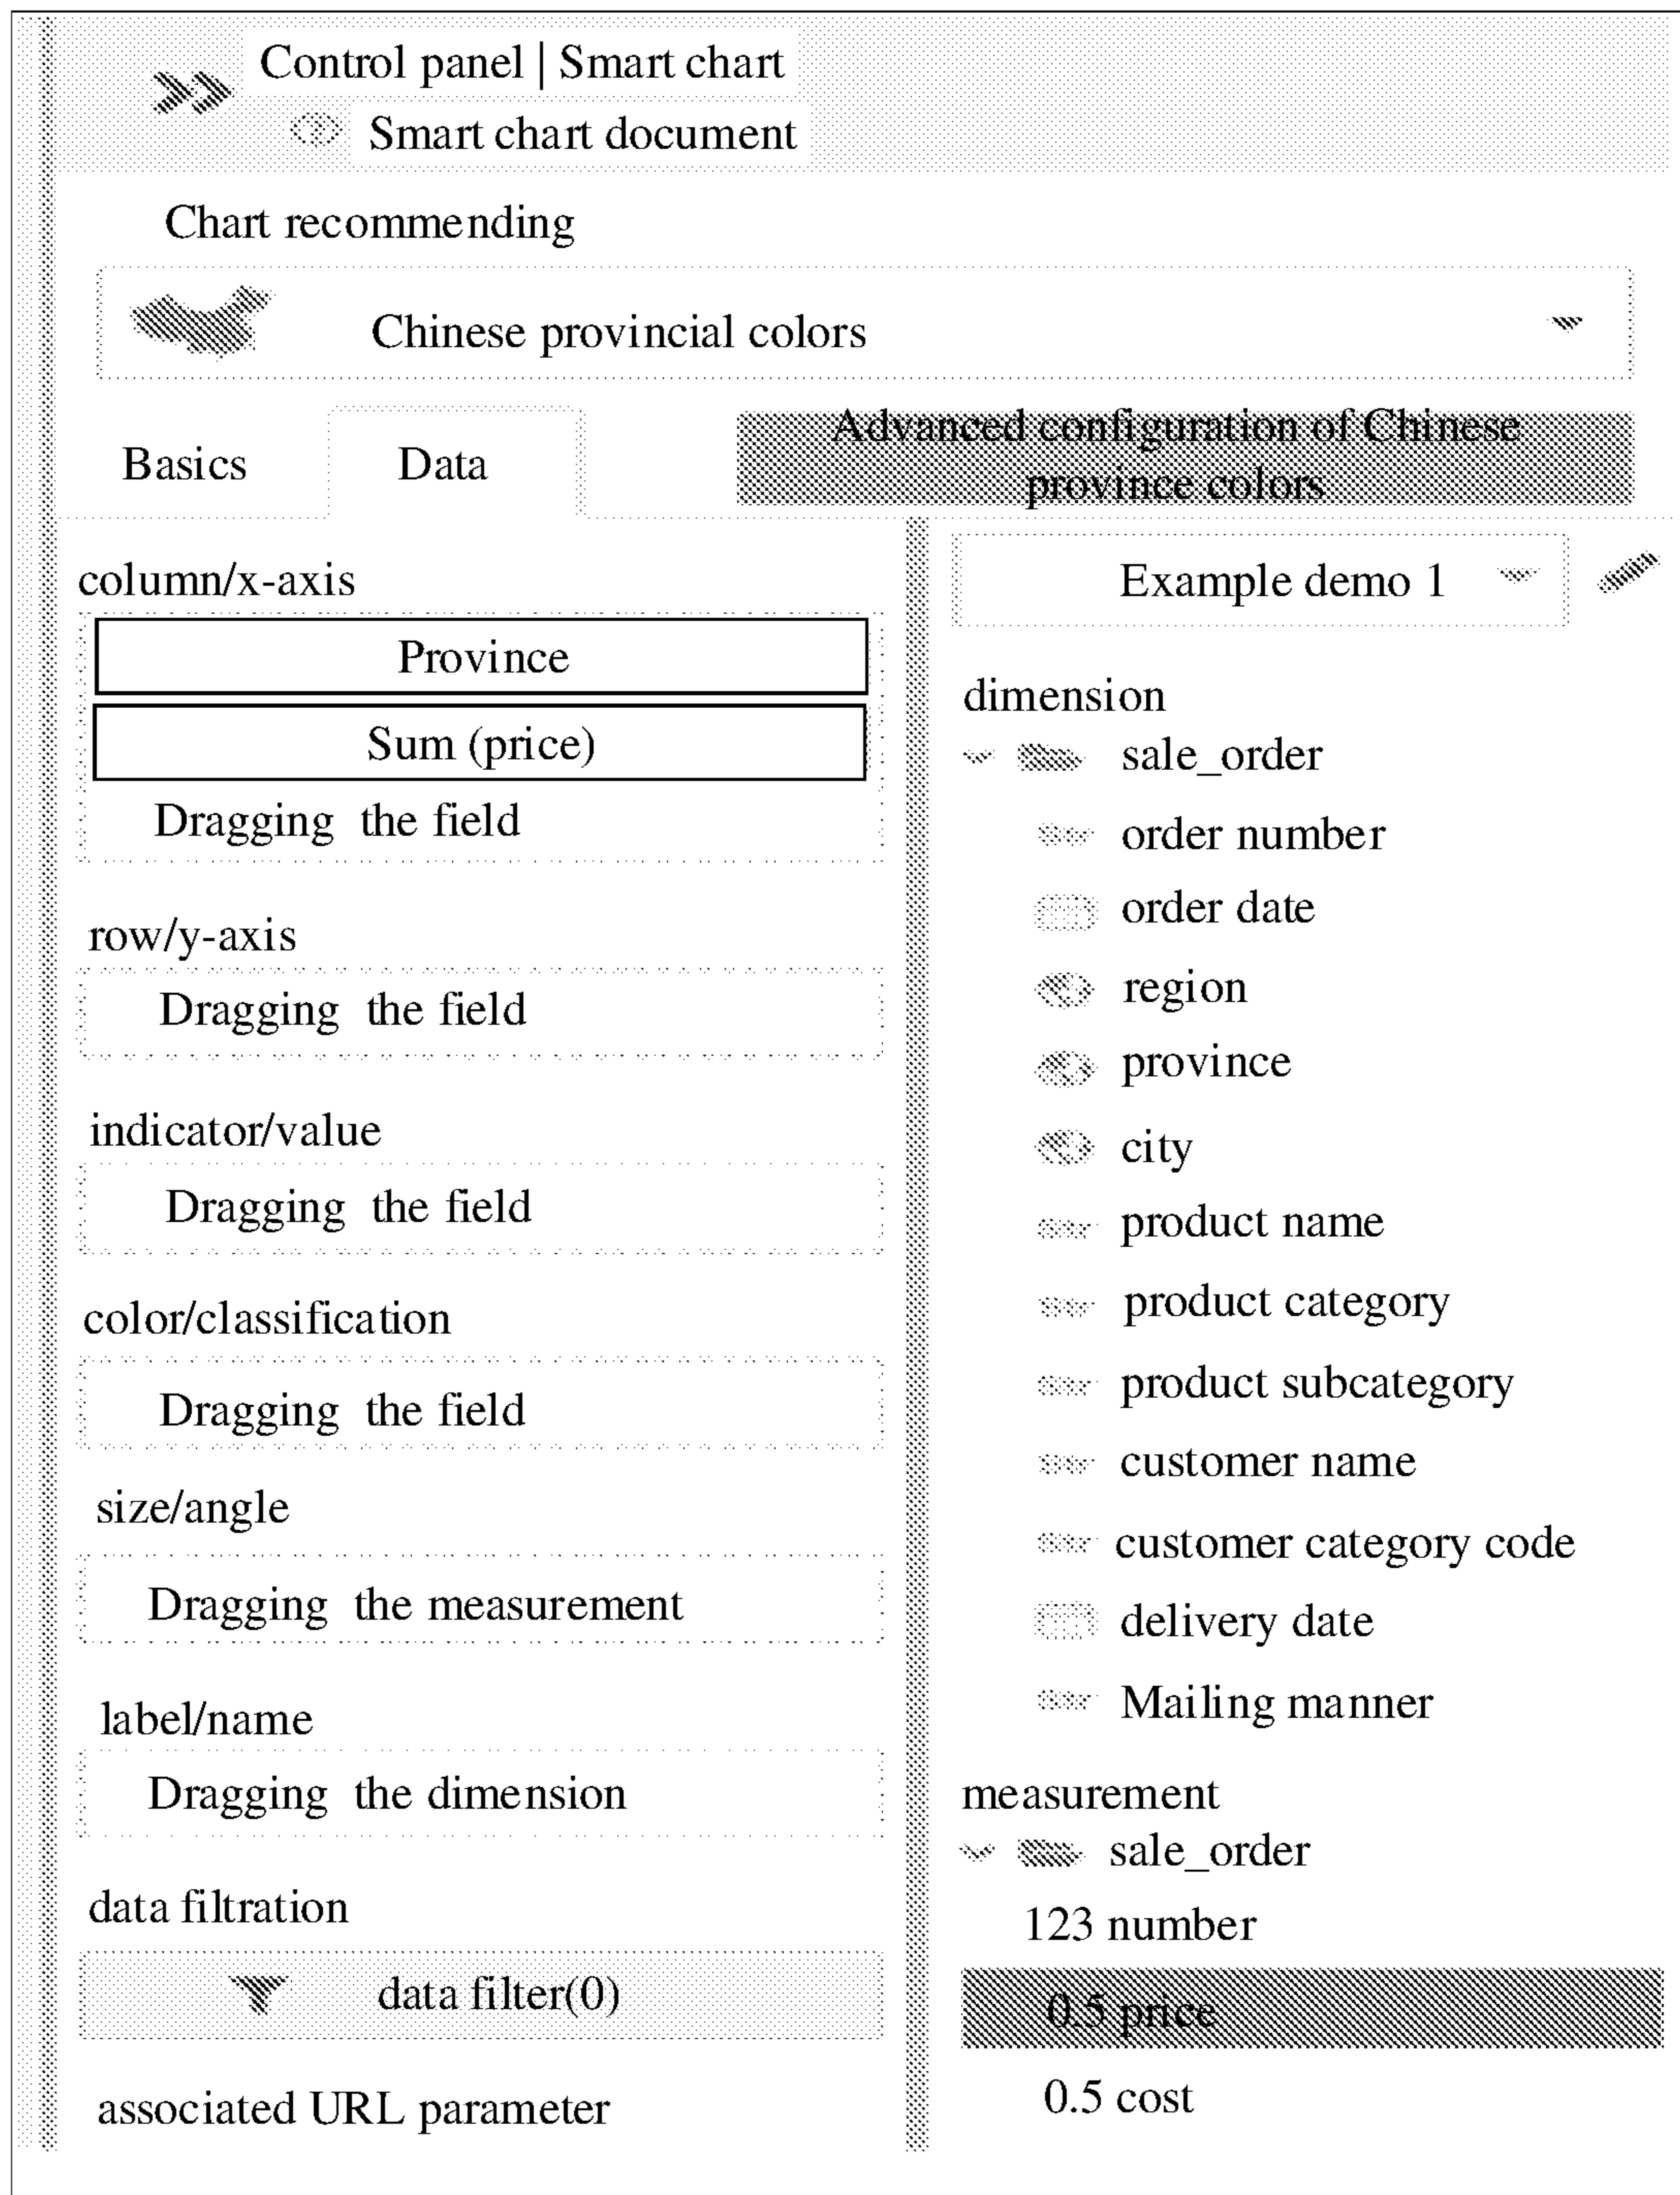 Control panel | Smart chart
Smart chart document
Chart recommending
Chinese provincial colors
Basics
Data
Advanced configuration of Chinese
province colors
column/x-axis
Province
Sum (price)
Dragging the field
row/y-axis
Dragging the field
indicator/value
Dragging the field
color/classification
Dragging the field
size/angle
Dragging the measurement
label/name
Dragging the dimension
data filtration
data filter(0)
associated URL parameter
Example demo 1
dimension
sale_order
order number
order date
region
province
city
product name
product category
product subcategory
customer name
customer category code
delivery date
Mailing manner
measurement
sale_order
123 number
0.5 price
0.5 cost